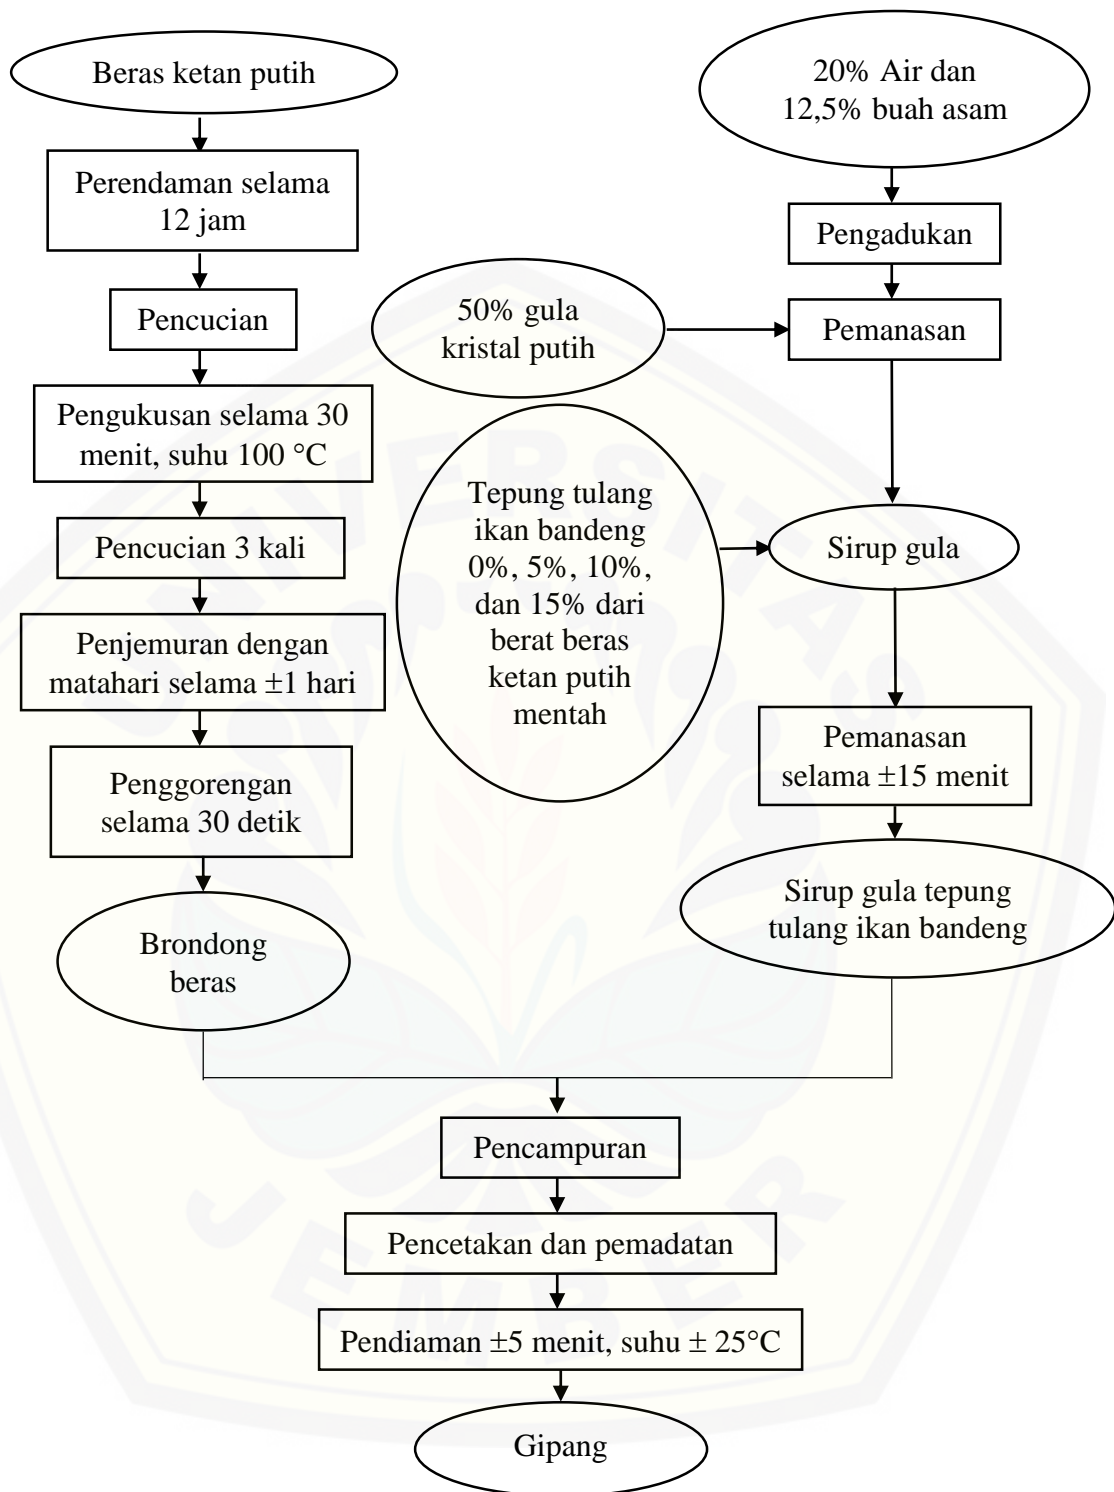 Beras ketan putih
Perendaman selama
12 jam
Pencucian
Pengukusan selama 30
menit, suhu 100 °C
Pencucian 3 kali
Penjemuran dengan
matahari selama ±1 hari
Penggorengan
selama 30 detik
Brondong
beras
20% Air dan
12,5% buah asam
Pengadukan
50% gula
kristal putih
Pemanasan
Tepung tulang
ikan bandeng
0%, 5%, 10%,
dan 15% dari
berat beras
ketan putih
mentah
Sirup gula
Pemanasan
selama ±15 menit
Sirup gula tepung
tulang ikan bandeng
Pencampuran
Pencetakan dan pemadatan
Pendiaman ±5 menit, suhu ± 25°C
Gipang
UNIVERSITAS
JEMBER